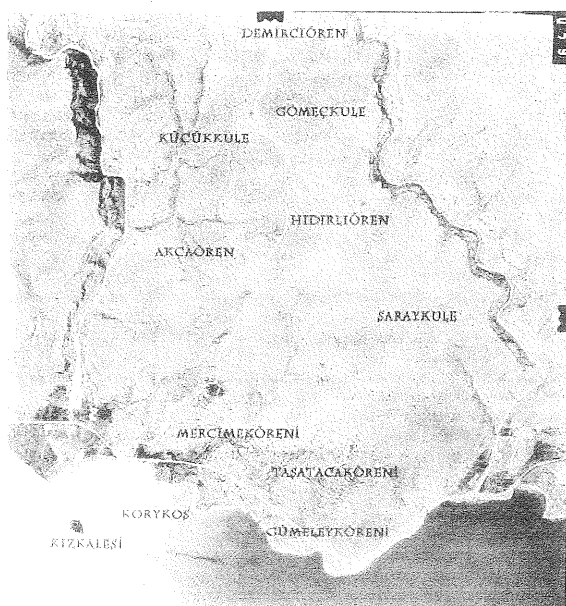 DEMİRCİÖREN
GÖMEÇKULE
KÜÇÜKKULE
HIDIRLIÖREN
AKÇAÖREN
SARAYKULE
MERCİMEKÖRENİ
TAŞATACAKÖRENİ
KORYKOS
GÜMELEYKÖRENİ
KIZKALESİ